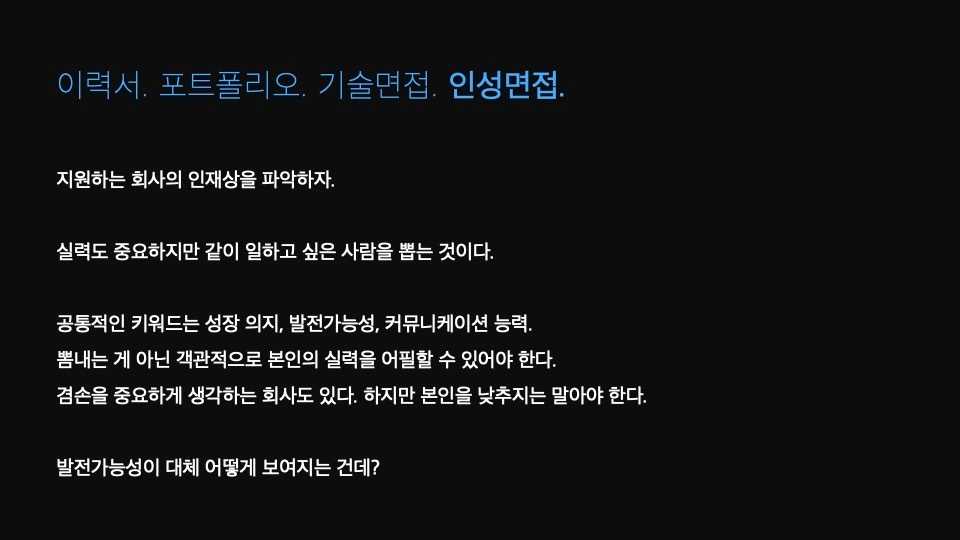 이력서. 포트폴리오. 기술면접. 인성면접.
지원하는 회사의 인재상을 파악하자.
실력도 중요하지만 같이 일하고 싶은 사람을 뽑는 것이다.
공통적인 키워드는 성장 의지, 발전가능성, 커뮤니케이션 능력.
뽐내는 게 아닌 객관적으로 본인의 실력을 어필할 수 있어야 한다.
겸손을 중요하게 생각하는 회사도 있다. 하지만 본인을 낮추지는 말아야 한다.
발전가능성이 대체 어떻게 보여지는 건데?